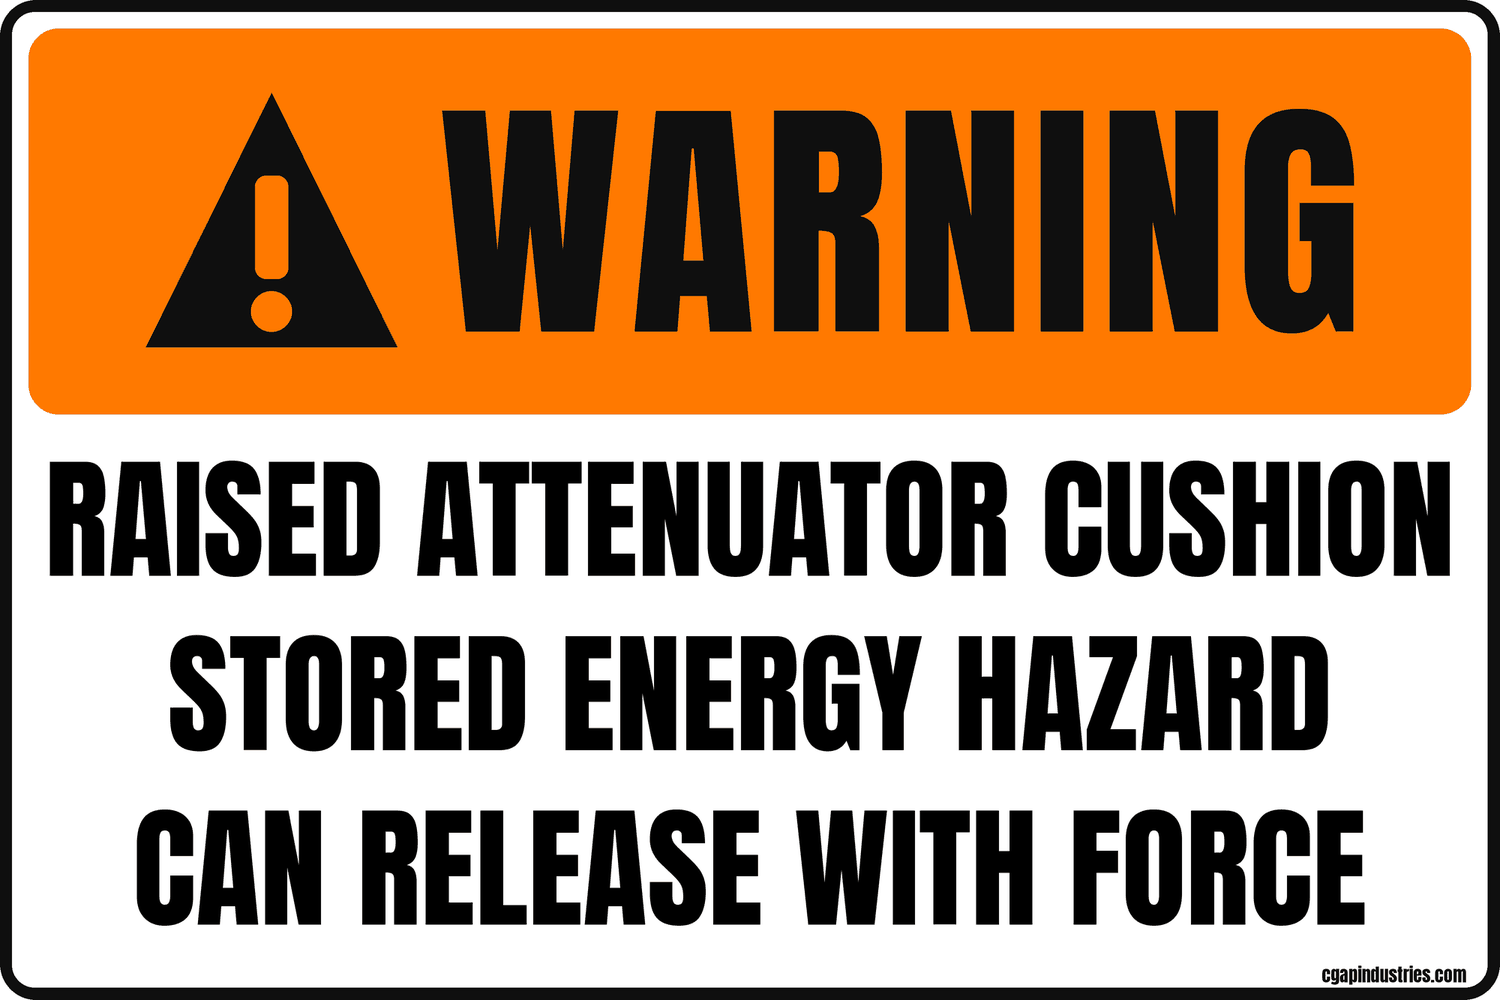 WARNING
RAISED ATTENUATOR CUSHION
STORED ENERGY HAZARD
CAN RELEASE WITH FORCE
cgapindustries.com